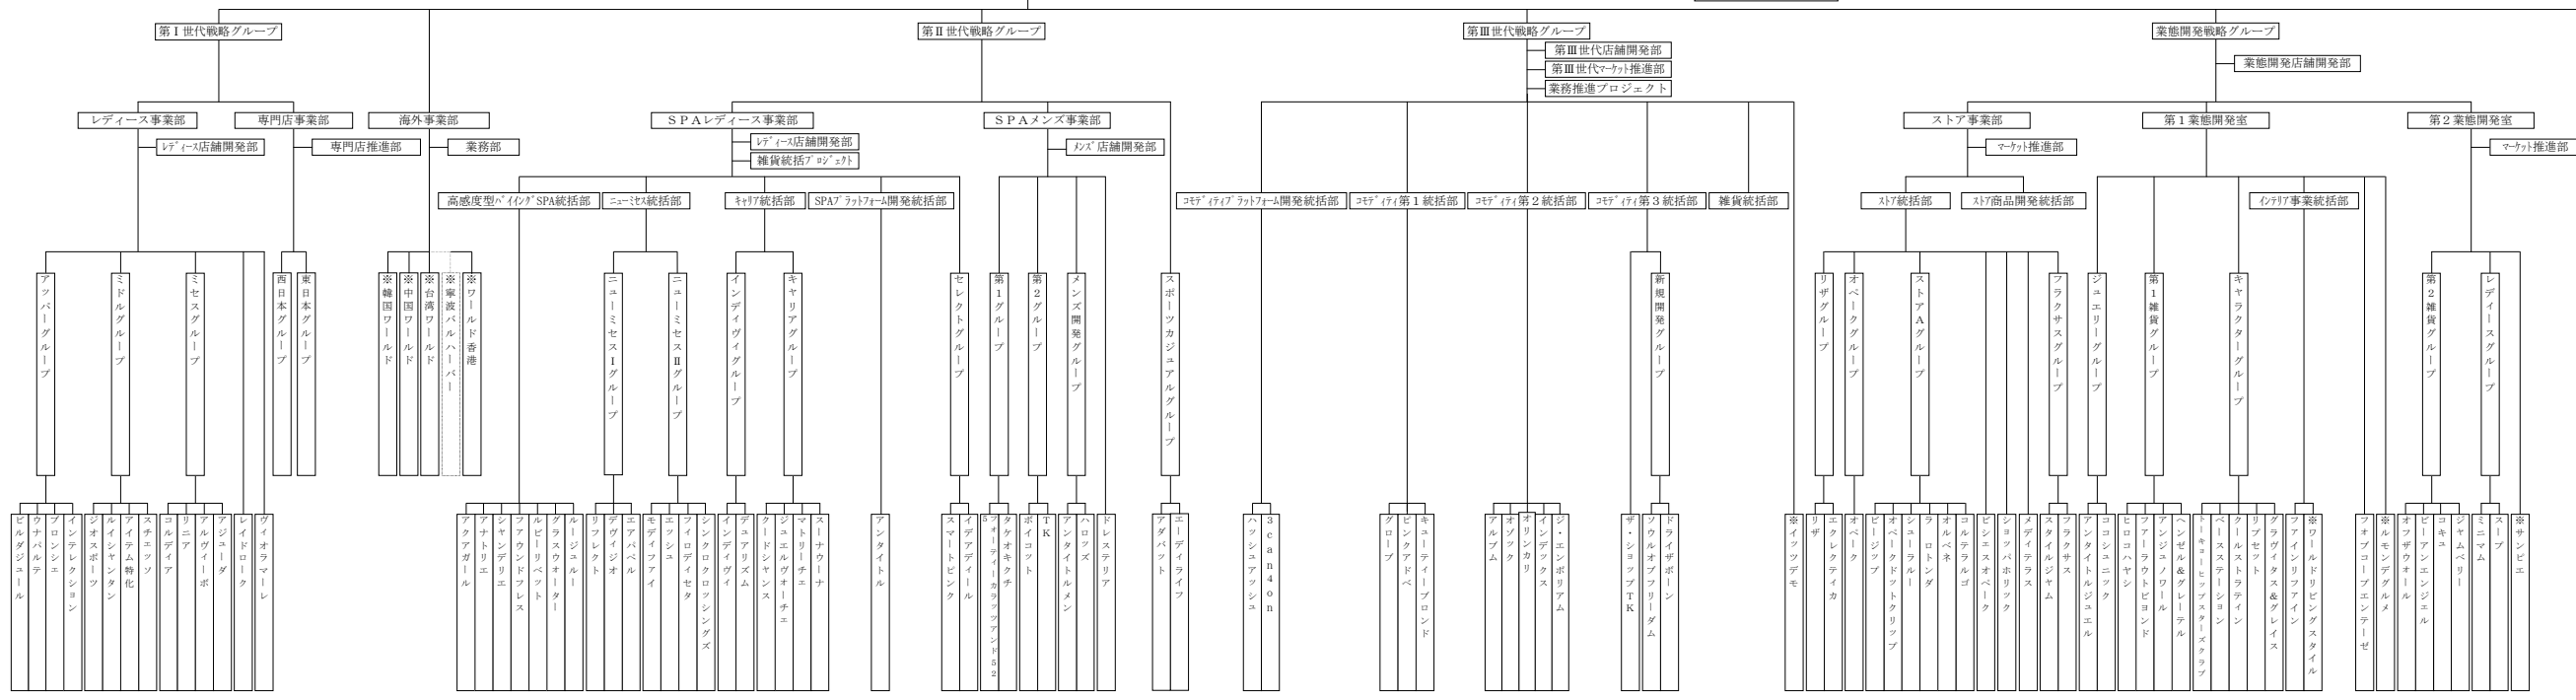 第Ⅰ世代戦略グループ
第Ⅱ世代戦略グループ
第Ⅲ世代戦略グループ
業態開発戦略グループ
第Ⅲ世代店舗開発部
第Ⅲ世代マーケット推進部
業務推進プロジェクト
業態開発店舗開発部
レディース事業部
専門店事業部
海外事業部
SPAレディース事業部
SPAメンズ事業部
ストア事業部
第1業態開発室
第2業態開発室
レディース店舗開発部
専門店推進部
業務部
レディース店舗開発部
雑貨統括プロジェクト
メンズ店舗開発部
マーケット推進部
マーケット推進部
高感度型バイイングSPA統括部
ニューミセス統括部
キャリア統括部
SPAプラットフォーム開発統括部
コモディティプラットフォーム開発統括部
コモディティ第1統括部
コモディティ第2統括部
コモディティ第3統括部
雑貨統括部
ストア統括部
ストア商品開発統括部
インテリア事業統括部
アッパーグループ
ミドルグループ
ミセスグループ
西日本グループ
東日本グループ
※韓国ワールド
※中国ワールド
※台湾ワールド
※寧波バルハーバー
※ワールド香港
ニューミセスⅠグループ
ニューミセスⅡグループ
インディヴィグループ
キャリアグループ
セレクトグループ
第1グループ
第2グループ
メンズ開発グループ
スポーツカジュアルグループ
新規開発グループ
リザグループ
オペークグループ
ストアAグループ
フラクサスグループ
ジュエリーグループ
第1雑貨グループ
キャラクターグループ
第2雑貨グループ
レディースグループ
ビルダジュール
ウナパルテ
ブロンシェ
インテレクション
ジオスポーツ
ルイシャンタン
アイテム特化
スチェッソ
コルディア
リニア
アルヴィーボ
アジューダ
レイドローク
ヴィオラマーレ
アクアガール
アナトリエ
シャンデリエ
ファウンドフレス
ルビーリベット
グラスウオーター
ルージュルー
リフレクト
デヴィジオ
エアパペル
モディファイ
エッシュ
フィロディセタ
シンクロクロッシングズ
インディヴィ
デュアリズム
クードシャンス
ジュエルヴォーチェ
マトリーチェ
スーナウーナ
アンタイトル
スマートピンク
イデアディール
フォーティーカラッツアンド525
タケオキクチ
ボイコット
TK
アンタイトルメン
ハロッズ
ドレステリア
アダバット
エーディライフ
ハッシュアッシュ
3can4on
グローブ
ピンクアドベ
キューティーブロンド
アルブム
オゾック
オリンカリ
インデックス
ジ・エンポリアム
ザ・ショップTK
ソウルオブフリーダム
ドライザボーン
※イッツデモ
リザ
エクレクティカ
オペーク
ビージップ
オペークドットクリップ
シューラルー
ラ ロトンダ
オルベネ
コルテラルゴ
ビシエスオペーク
ショッパホリック
メディテラス
スタイルジャム
フラクサス
アンタイトルジュエル
ココシュニック
ヒロコハヤシ
ファーラウトビヨンド
アンジュノワール
ヘンゼル&グレーテル
トーキョーヒップスターズクラブ
ベースステーション
クールストラティン
リプセット
グラヴィタス&グレイス
ファインリファイン
※ワールドリビングスタイル
フォブコープエンテーゼ
※ルモンデグルメ
オフザウオール
ビーアンエンジェル
コキュ
ジャムベリー
ミニマム
スープ
※サンビエ